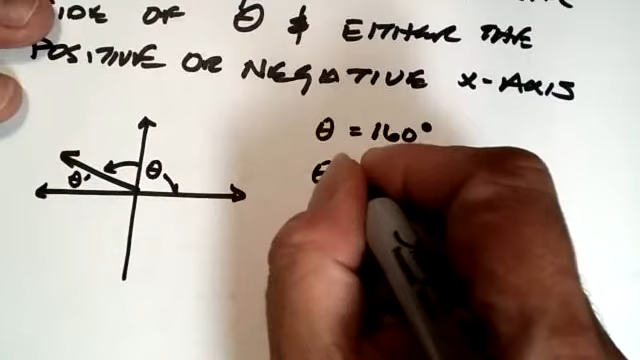 OF θ & EITHER THE
POSITIVE OR NEGATIVE X-AXIS
θ = 160°
θ
θ'
θ